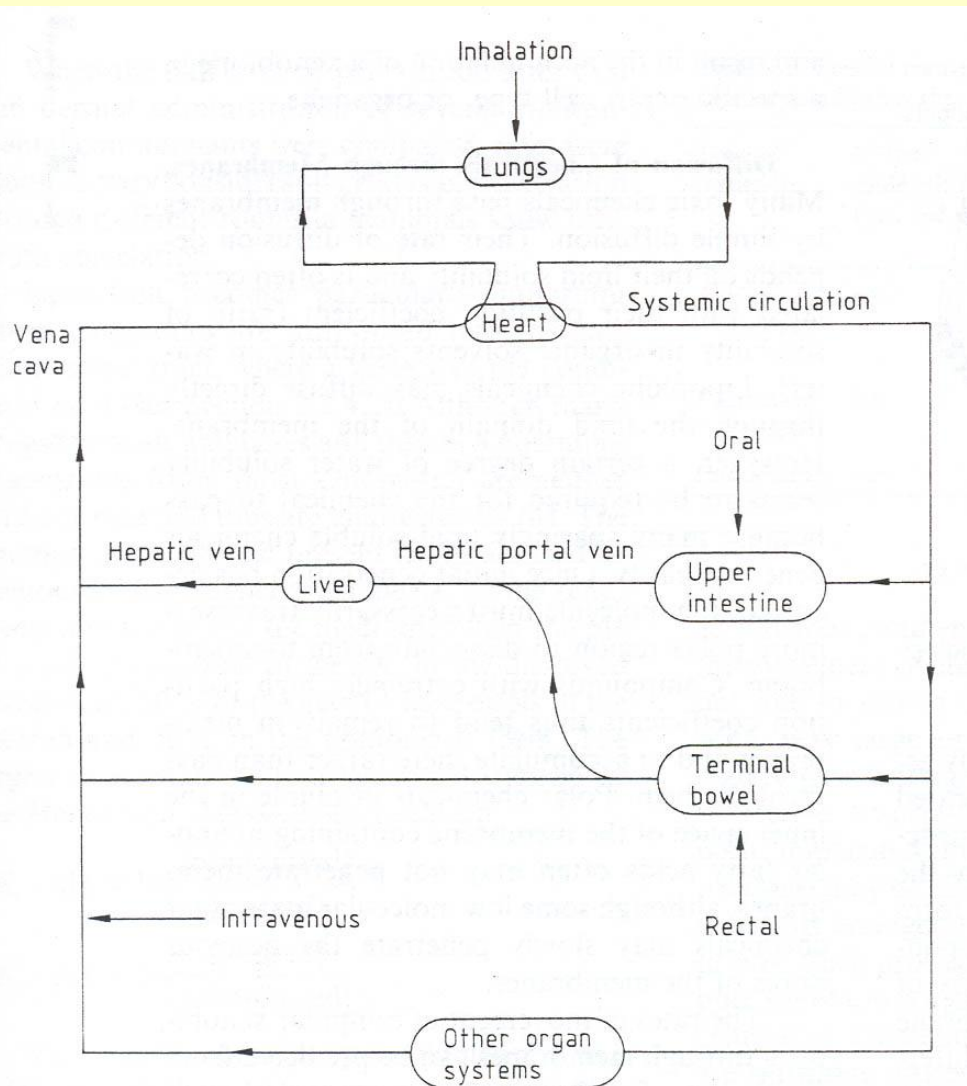 Inhalation
Lungs
Systemic circulation
Heart
Vena
cava
Oral
Hepatic vein
Hepatic portal vein
Liver
Upper
intestine
Terminal
bowel
Intravenous
Rectal
Other organ
systems